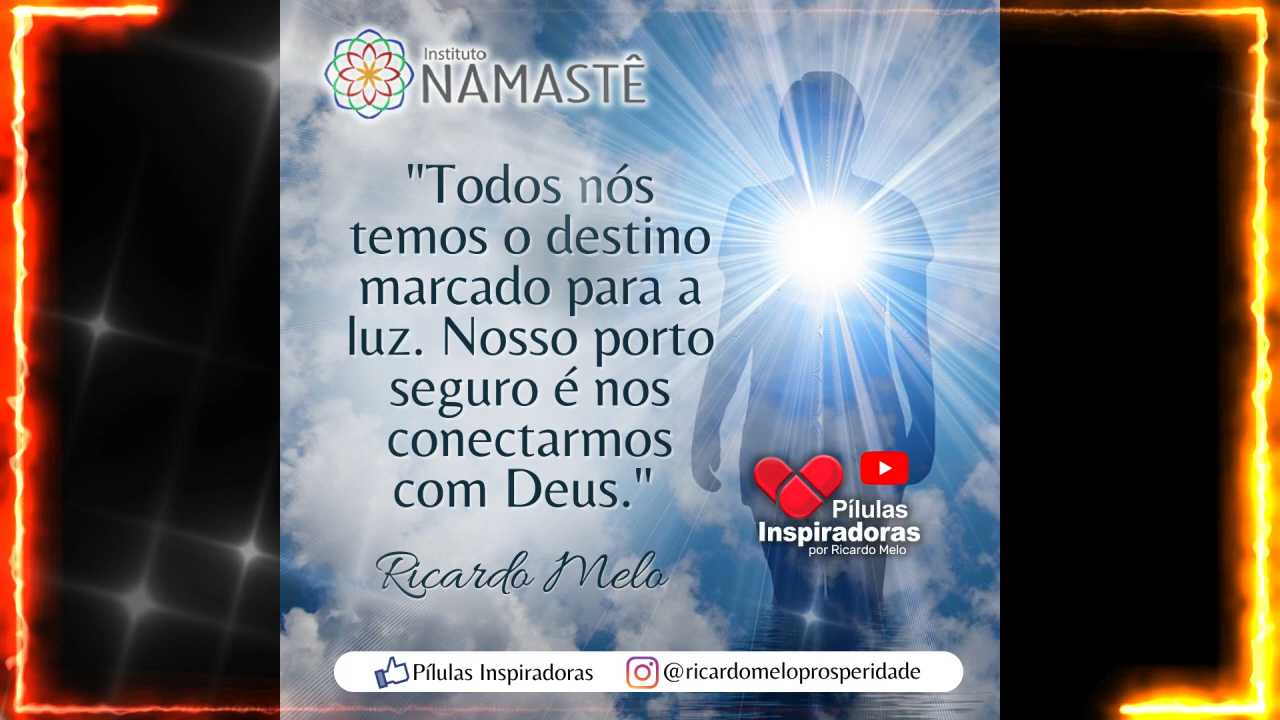 Instituto
NAMASTÊ
"Todos nós
temos o destino
marcado para a
luz. Nosso porto
seguro é nos
conectarmos
com Deus."
Ricardo Melo
Pílulas
Inspiradoras
por Ricardo Melo
Pílulas Inspiradoras @ricardomeloprosperidade